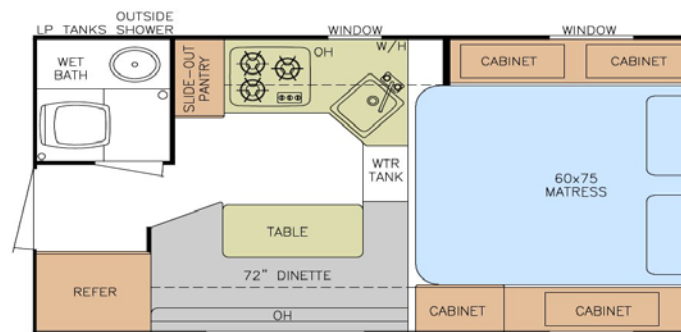 OUTSIDE
LP TANKS SHOWER
WINDOW
WINDOW
WET
BATH
SLIDE-OUT
PANTRY
OH
W/H
CABINET
CABINET
WTR
TANK
60x75
MATRESS
TABLE
72" DINETTE
REFER
OH
CABINET
CABINET